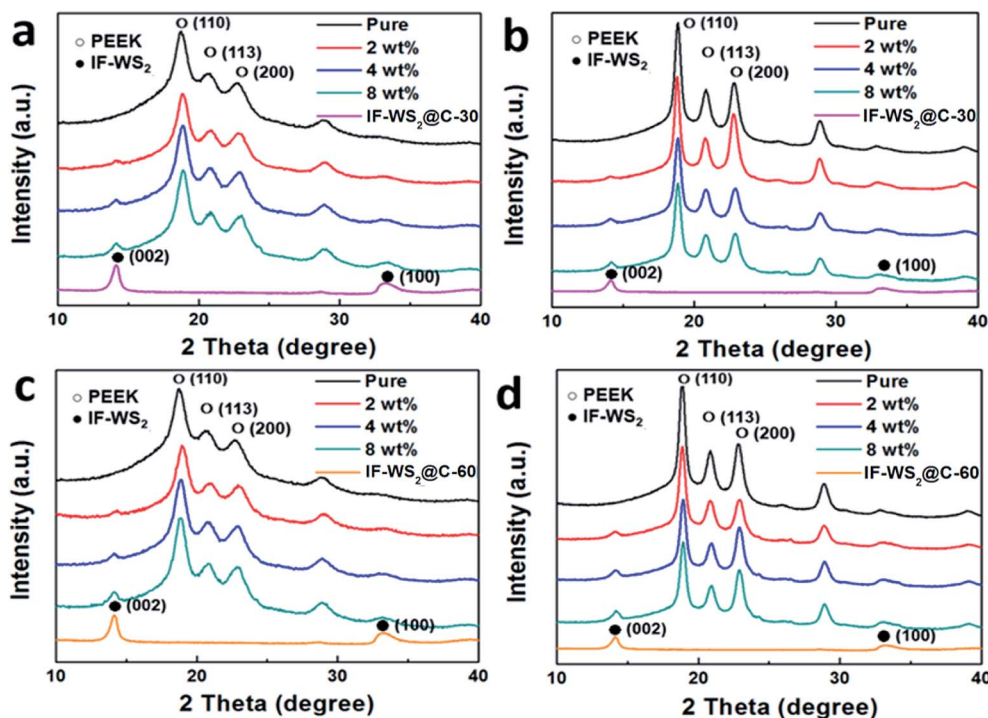 a
Intensity (a.u.)
○ PEEK
● IF-WS2
○ (110)
○ (113)
○ (200)
Pure
2 wt%
4 wt%
8 wt%
IF-WS2@C-30
● (002)
● (100)
10 20 30 40
2 Theta (degree)
b
Intensity (a.u.)
○ PEEK
● IF-WS2
○ (110)
○ (113)
○ (200)
Pure
2 wt%
4 wt%
8 wt%
IF-WS2@C-30
● (002)
● (100)
10 20 30 40
2 Theta (degree)
c
Intensity (a.u.)
○ PEEK
● IF-WS2
○ (110)
○ (113)
○ (200)
Pure
2 wt%
4 wt%
8 wt%
IF-WS2@C-60
● (002)
● (100)
10 20 30 40
2 Theta (degree)
d
Intensity (a.u.)
○ PEEK
● IF-WS2
○ (110)
○ (113)
○ (200)
Pure
2 wt%
4 wt%
8 wt%
IF-WS2@C-60
● (002)
● (100)
10 20 30 40
2 Theta (degree)